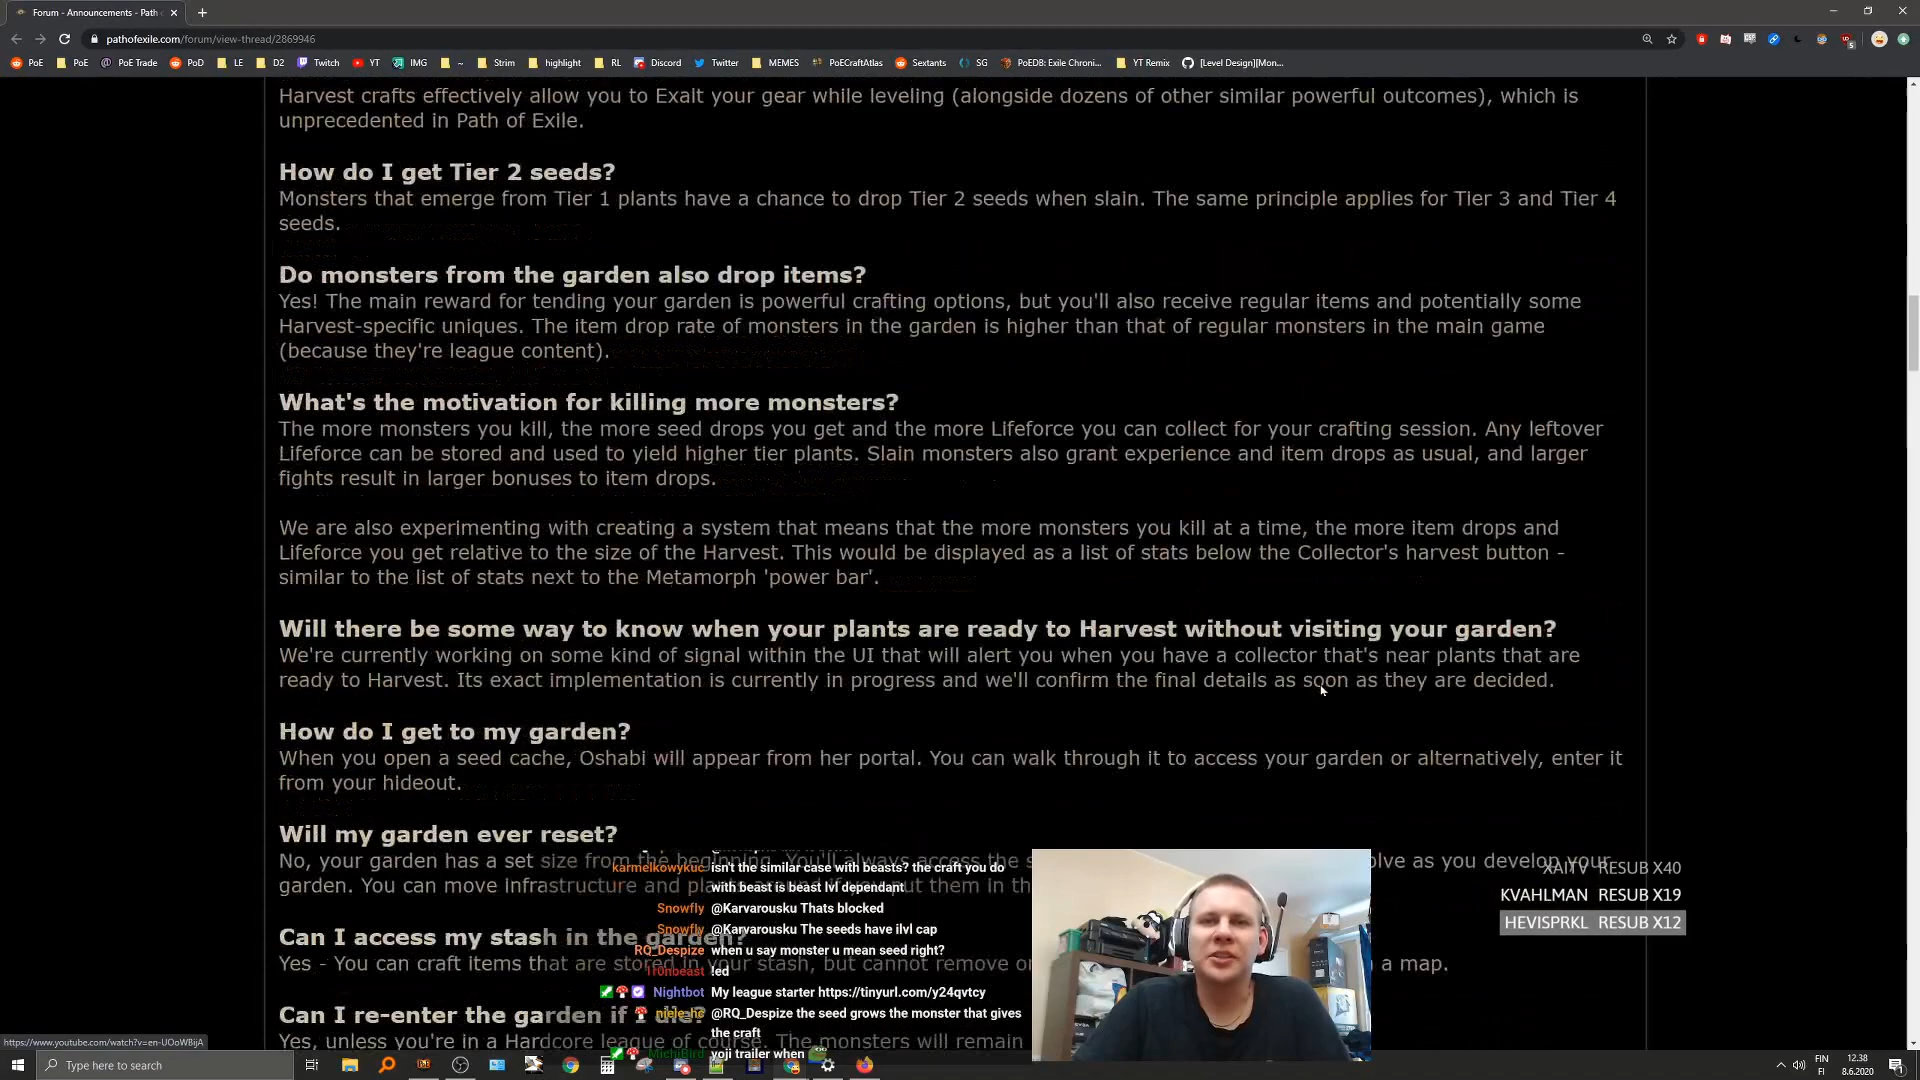 Forum - Announcements - Path
pathofexile.com/forum/view-thread/2869946
PoE PoE PoE Trade PoD LE D2 Twitch YT IMG ~ Strim highlight RL Discord Twitter MEMES PoECraftAtlas Sextants SG PoEDB: Exile Chroni... YT Remix [Level Design][Mon...
Harvest crafts effectively allow you to Exalt your gear while leveling (alongside dozens of other similar powerful outcomes), which is
unprecedented in Path of Exile.
How do I get Tier 2 seeds?
Monsters that emerge from Tier 1 plants have a chance to drop Tier 2 seeds when slain. The same principle applies for Tier 3 and Tier 4
seeds.
Do monsters from the garden also drop items?
Yes! The main reward for tending your garden is powerful crafting options, but you'll also receive regular items and potentially some
Harvest-specific uniques. The item drop rate of monsters in the garden is higher than that of regular monsters in the main game
(because they're league content).
What's the motivation for killing more monsters?
The more monsters you kill, the more seed drops you get and the more Lifeforce you can collect for your crafting session. Any leftover
Lifeforce can be stored and used to yield higher tier plants. Slain monsters also grant experience and item drops as usual, and larger
fights result in larger bonuses to item drops.
We are also experimenting with creating a system that means that the more monsters you kill at a time, the more item drops and
Lifeforce you get relative to the size of the Harvest. This would be displayed as a list of stats below the Collector's harvest button -
similar to the list of stats next to the Metamorph 'power bar'.
Will there be some way to know when your plants are ready to Harvest without visiting your garden?
We're currently working on some kind of signal within the UI that will alert you when you have a collector that's near plants that are
ready to Harvest. Its exact implementation is currently in progress and we'll confirm the final details as soon as they are decided.
How do I get to my garden?
When you open a seed cache, Oshabi will appear from her portal. You can walk through it to access your garden or alternatively, enter it
from your hideout.
Will my garden ever reset?
No, your garden has a set size from the beginning. You'll always access the s olve as you develop your
garden. You can move infrastructure and plants around if you put them in th
Can I access my stash in the garden?
Yes - You can craft items that are stored in your stash, but cannot remove or a map.
Can I re-enter the garden if I die?
Yes, unless you're in a Hardcore league of course. The monsters will remain
karmelkowykuc isn't the similar case with beasts? the craft you do
with beast is beast lvl dependant
Snowfly @Karvarousku Thats blocked
Snowfly @Karvarousku The seeds have ilvl cap
RQ_Despize when u say monster u mean seed right?
!ed
Nightbot My league starter https://tinyurl.com/y24qvtcy
niele_hc @RQ_Despize the seed grows the monster that gives
the craft
MichiBird yoji trailer when
XAITV RESUB X40
KVAHLMAN RESUB X19
HEVISPRKL RESUB X12
https://www.youtube.com/watch?v=en-UOoWBijA
Type here to search
FIN
FI
12.38
8.6.2020